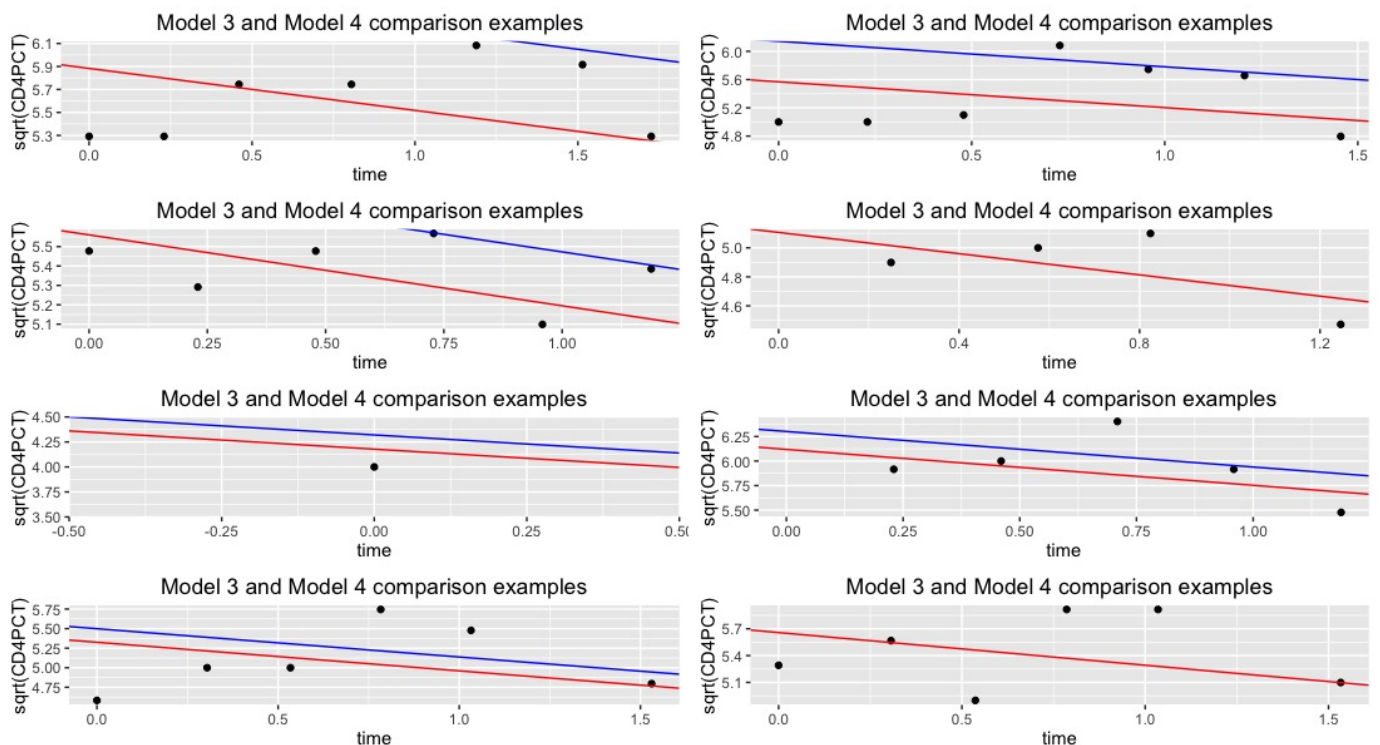 Model 3 and Model 4 comparison examples
sqrt(CD4PCT)
6.1
5.9
5.7
5.5
5.3
0.0 0.5 1.0 1.5
time
Model 3 and Model 4 comparison examples
sqrt(CD4PCT)
6.0
5.6
5.2
4.8
0.0 0.5 1.0 1.5
time
Model 3 and Model 4 comparison examples
sqrt(CD4PCT)
5.5
5.4
5.3
5.2
5.1
0.00 0.25 0.50 0.75 1.00
time
Model 3 and Model 4 comparison examples
sqrt(CD4PCT)
5.0
4.8
4.6
0.0 0.4 0.8 1.2
time
Model 3 and Model 4 comparison examples
sqrt(CD4PCT)
4.50
4.25
4.00
3.75
3.50
-0.50 -0.25 0.00 0.25 0.50
time
Model 3 and Model 4 comparison examples
sqrt(CD4PCT)
6.25
6.00
5.75
5.50
0.00 0.25 0.50 0.75 1.00
time
Model 3 and Model 4 comparison examples
sqrt(CD4PCT)
5.75
5.50
5.25
5.00
4.75
0.0 0.5 1.0 1.5
time
Model 3 and Model 4 comparison examples
sqrt(CD4PCT)
5.7
5.4
5.1
0.0 0.5 1.0 1.5
time